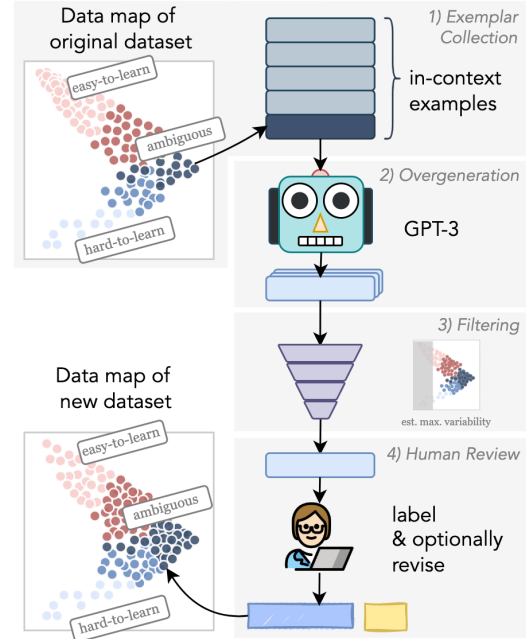 Data map of
original dataset
easy-to-learn
ambiguous
hard-to-learn
1) Exemplar
Collection
in-context
examples
2) Overgeneration
GPT-3
3) Filtering
est. max. variability
Data map of
new dataset
easy-to-learn
ambiguous
hard-to-learn
4) Human Review
label
& optionally
revise